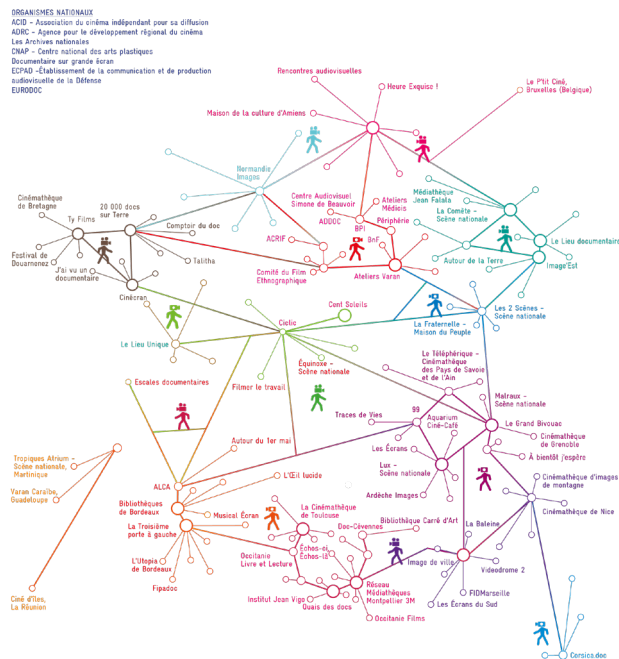 ORGANISMES NATIONAUX
ACID - Association du cinéma indépendant pour sa diffusion
ADRC - Agence pour le développement régional du cinéma
Les Archives nationales
CNAP - Centre national des arts plastiques
Documentaire sur grande écran
ECPAD -Établissement de la communication et de production
audiovisuelle de la Défense
EURODOC
Rencontres audiovisuelles
Heure Exquise !
Le P'tit Ciné,
Bruxelles (Belgique)
Maison de la culture d'Amiens
Normandie
Images
Centre Audiovisuel
Simone de Beauvoir
Ateliers
Médicis
Médiathèque
Jean Falala
ADDOC
BPI
Périphérie
La Comète -
Scène nationale
Cinémathèque
de Bretagne
20 000 docs
sur Terre
Ty Films
Comptoir du doc
ACRIF
BnF
Le Lieu documentaire
Festival de
Douarnenez
Talitha
Autour de la Terre
Image'Est
J'ai vu un
documentaire
Comité du Film
Ethnographique
Ateliers Varan
Cinécran
Cent Soleils
Ciclic
La Fraternelle -
Maison du Peuple
Les 2 Scènes -
Scène nationale
Le Lieu Unique
Équinoxe -
Scène nationale
Le Téléphérique -
Cinémathèque
des Pays de Savoie
et de l'Ain
Escales documentaires
Filmer le travail
Malraux -
Scène nationale
Traces de Vies
99
Aquarium
Ciné-Café
Le Grand Bivouac
Cinémathèque
de Grenoble
Autour du 1er mai
Les Écrans
À bientôt j'espère
Tropiques Atrium -
Scène nationale,
Martinique
Lux -
Scène nationale
L'Œil lucide
Cinémathèque d'images
de montagne
ALCA
Varan Caraïbe,
Guadeloupe
Ardèche Images
Bibliothèques
de Bordeaux
Musical Écran
La Cinémathèque
de Toulouse
Cinémathèque de Nice
Bibliothèque Carré d'Art
La Troisième
porte à gauche
Doc-Cévennes
La Baleine
Occitanie
Livre et Lecture
Échos-ci
Échos-là
Image de ville
L'Utopia
de Bordeaux
Videodrome 2
Fipadoc
Réseau
Médiathèques
Montpellier 3M
FIDMarseille
Institut Jean Vigo
Quais des docs
Les Écrans du Sud
Ciné d'îles,
La Réunion
Occitanie Films
Corsica.doc